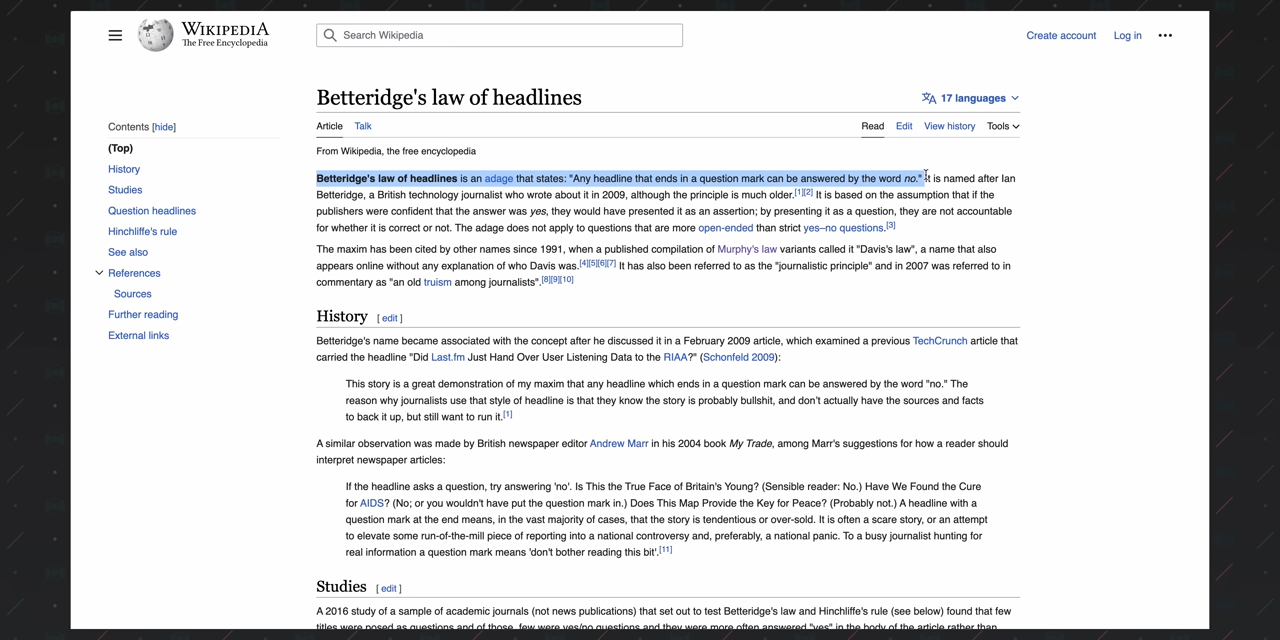 WIKIPEDIA
The Free Encyclopedia
Search Wikipedia
Create account
Log in
Betteridge's law of headlines
17 languages
Article
Talk
Read
Edit
View history
Tools
From Wikipedia, the free encyclopedia
Contents [hide]
(Top)
History
Studies
Question headlines
Hinchliffe's rule
See also
References
Sources
Further reading
External links
Betteridge's law of headlines is an adage that states: "Any headline that ends in a question mark can be answered by the word no." It is named after Ian
Betteridge, a British technology journalist who wrote about it in 2009, although the principle is much older.[1][2] It is based on the assumption that if the
publishers were confident that the answer was yes, they would have presented it as an assertion; by presenting it as a question, they are not accountable
for whether it is correct or not. The adage does not apply to questions that are more open-ended than strict yes–no questions.[3]
The maxim has been cited by other names since 1991, when a published compilation of Murphy's law variants called it "Davis's law", a name that also
appears online without any explanation of who Davis was.[4][5][6][7] It has also been referred to as the "journalistic principle" and in 2007 was referred to in
commentary as "an old truism among journalists".[8][9][10]
History [ edit ]
Betteridge's name became associated with the concept after he discussed it in a February 2009 article, which examined a previous TechCrunch article that
carried the headline "Did Last.fm Just Hand Over User Listening Data to the RIAA?" (Schonfeld 2009):
This story is a great demonstration of my maxim that any headline which ends in a question mark can be answered by the word "no." The
reason why journalists use that style of headline is that they know the story is probably bullshit, and don't actually have the sources and facts
to back it up, but still want to run it.[1]
A similar observation was made by British newspaper editor Andrew Marr in his 2004 book My Trade, among Marr's suggestions for how a reader should
interpret newspaper articles:
If the headline asks a question, try answering 'no'. Is This the True Face of Britain's Young? (Sensible reader: No.) Have We Found the Cure
for AIDS? (No; or you wouldn't have put the question mark in.) Does This Map Provide the Key for Peace? (Probably not.) A headline with a
question mark at the end means, in the vast majority of cases, that the story is tendentious or over-sold. It is often a scare story, or an attempt
to elevate some run-of-the-mill piece of reporting into a national controversy and, preferably, a national panic. To a busy journalist hunting for
real information a question mark means 'don't bother reading this bit'.[11]
Studies [ edit ]
A 2016 study of a sample of academic journals (not news publications) that set out to test Betteridge's law and Hinchliffe's rule (see below) found that few
titles were posed as questions and of those, few were yes/no questions and they were more often answered "yes" in the body of the article rather than